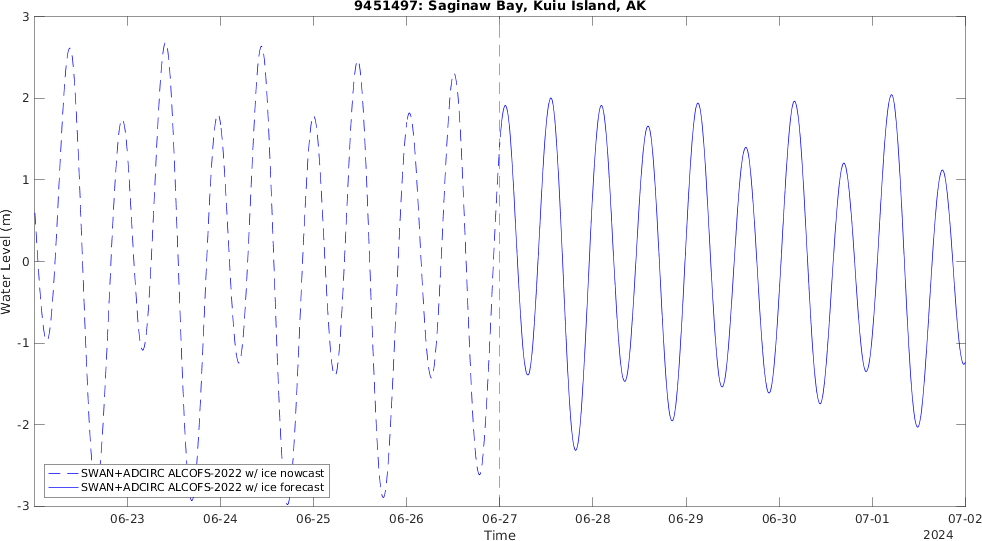 9451497: Saginaw Bay, Kuiu Island, AK
3
2
1
0
-1
-2
-3
Water Level (m)
SWAN+ADCIRC ALCOFS-2022 w/ ice nowcast
SWAN+ADCIRC ALCOFS-2022 w/ ice forecast
06-23 06-24 06-25 06-26 06-27 06-28 06-29 06-30 07-01 07-02
Time 2024